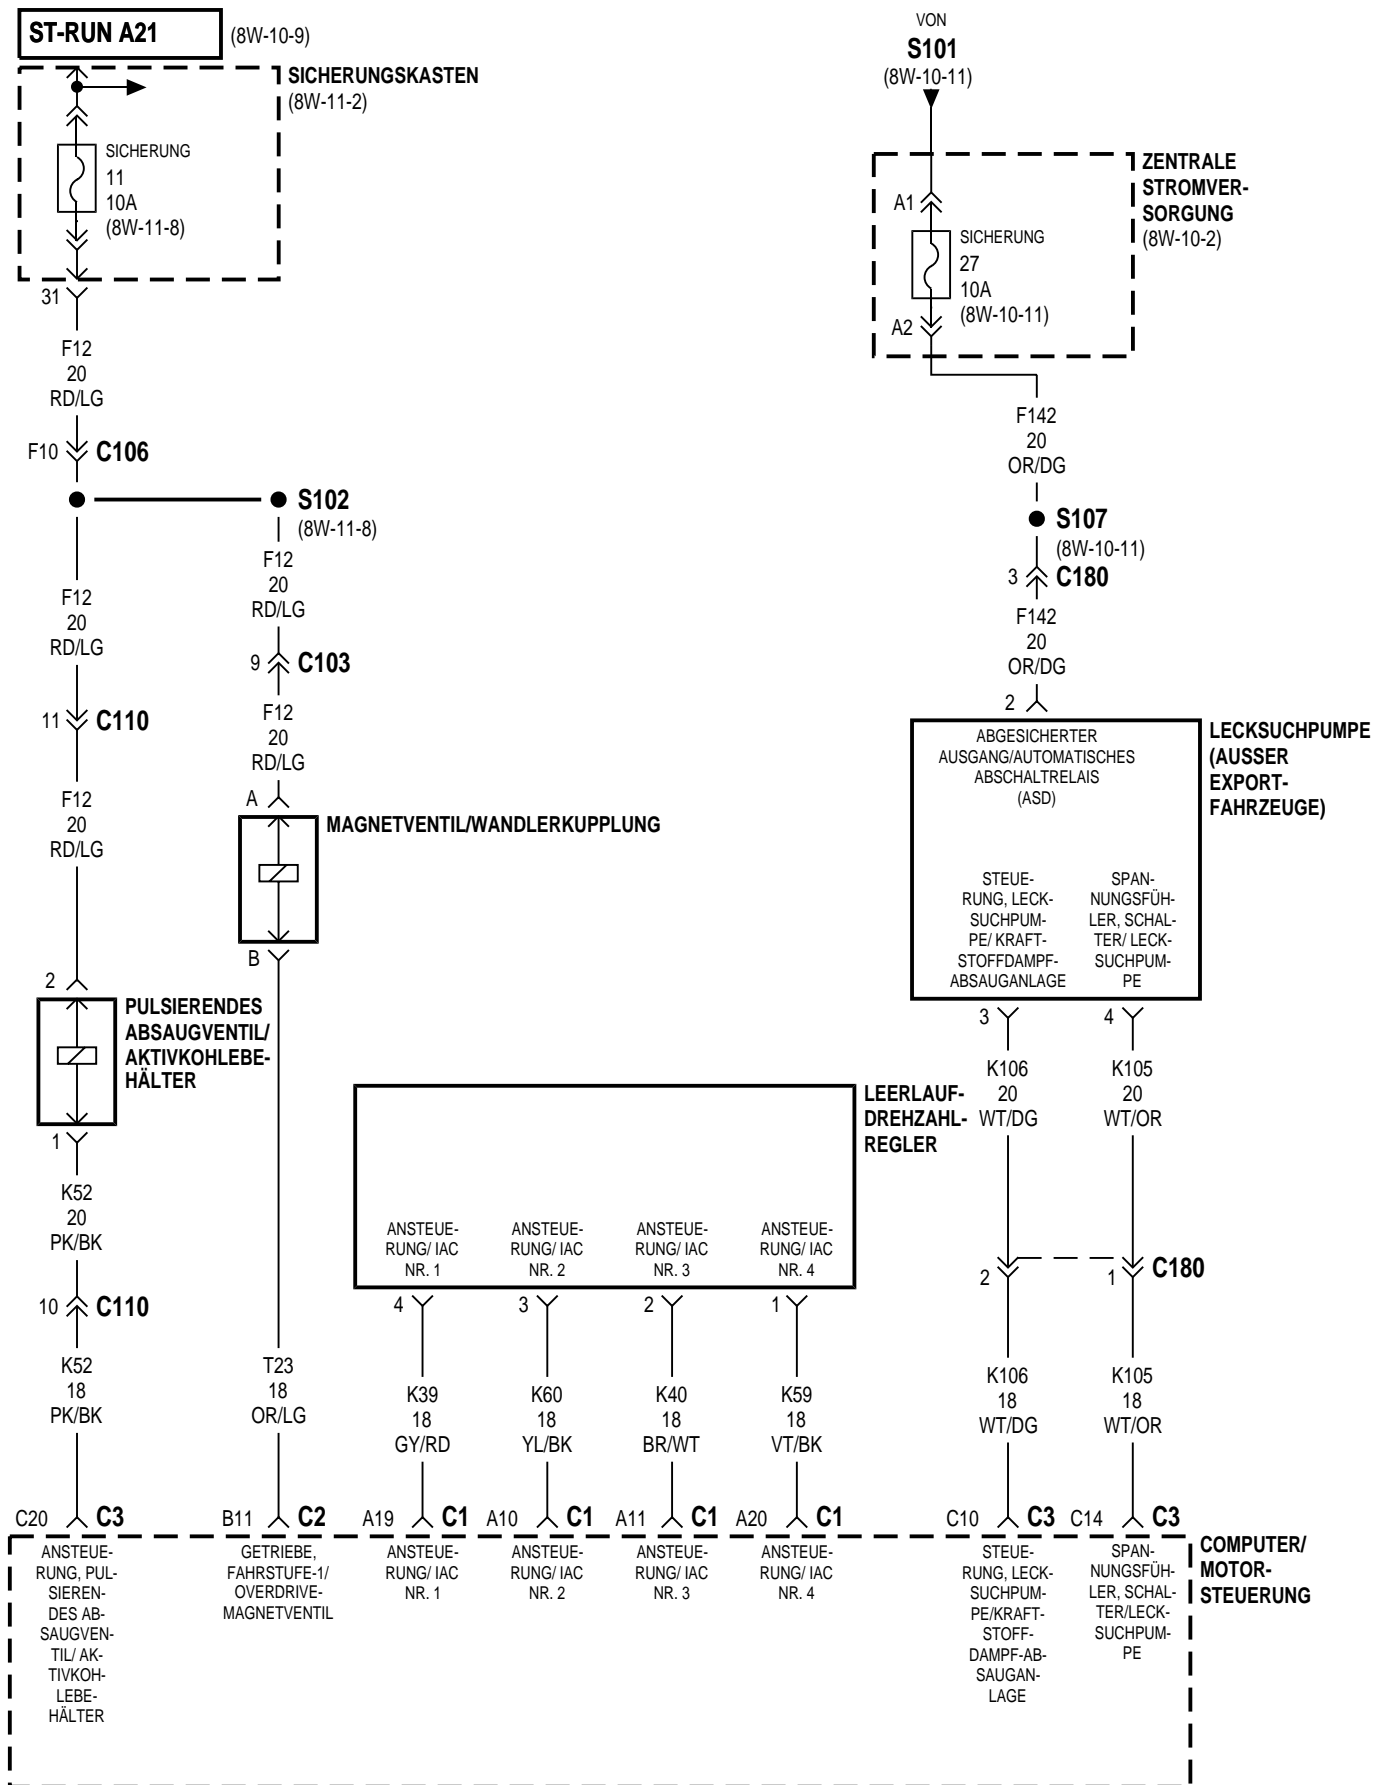 ST-RUN A21
(8W-10-9)
SICHERUNGSKASTEN
(8W-11-2)
SICHERUNG
11
10A
(8W-11-8)
31
F12
20
RD/LG
F10
C106
S102
(8W-11-8)
F12
20
RD/LG
11
C110
F12
20
RD/LG
2
PULSIERENDES
ABSAUGVENTIL/
AKTIVKOHLEBE-
HÄLTER
1
K52
20
PK/BK
10
C110
K52
18
PK/BK
F12
20
RD/LG
9
C103
F12
20
RD/LG
A
MAGNETVENTIL/WANDLERKUPPLUNG
B
T23
18
OR/LG
LEERLAUF-
DREHZAHL-
REGLER
ANSTEUE-
RUNG/ IAC
NR. 1
ANSTEUE-
RUNG/ IAC
NR. 2
ANSTEUE-
RUNG/ IAC
NR. 3
ANSTEUE-
RUNG/ IAC
NR. 4
4
3
2
1
K39
18
GY/RD
K60
18
YL/BK
K40
18
BR/WT
K59
18
VT/BK
VON
S101
(8W-10-11)
ZENTRALE
STROMVER-
SORGUNG
(8W-10-2)
A1
SICHERUNG
27
10A
(8W-10-11)
A2
F142
20
OR/DG
S107
(8W-10-11)
3
C180
F142
20
OR/DG
2
LECKSUCHPUMPE
(AUSSER
EXPORT-
FAHRZEUGE)
ABGESICHERTER
AUSGANG/AUTOMATISCHES
ABSCHALTRELAIS
(ASD)
STEUE-
RUNG, LECK-
SUCHPUM-
PE/ KRAFT-
STOFFDAMPF-
ABSAUGANLAGE
SPAN-
NUNGSFÜH-
LER, SCHAL-
TER/ LECK-
SUCHPUM-
PE
3
4
K106
20
WT/DG
K105
20
WT/OR
2
1
C180
K106
18
WT/DG
K105
18
WT/OR
C20
C3
B11
C2
A19
C1
A10
C1
A11
C1
A20
C1
C10
C3
C14
C3
COMPUTER/
MOTOR-
STEUERUNG
ANSTEUE-
RUNG, PUL-
SIEREN-
DES AB-
SAUGVEN-
TIL/ AK-
TIVKOH-
LEBE-
HÄLTER
GETRIEBE,
FAHRSTUFE-1/
OVERDRIVE-
MAGNETVENTIL
ANSTEUE-
RUNG/ IAC
NR. 1
ANSTEUE-
RUNG/ IAC
NR. 2
ANSTEUE-
RUNG/ IAC
NR. 3
ANSTEUE-
RUNG/ IAC
NR. 4
STEUE-
RUNG, LECK-
SUCHPUM-
PE/KRAFT-
STOFF-
DAMPF-AB-
SAUGAN-
LAGE
SPAN-
NUNGSFÜH-
LER, SCHAL-
TER/LECK-
SUCHPUM-
PE